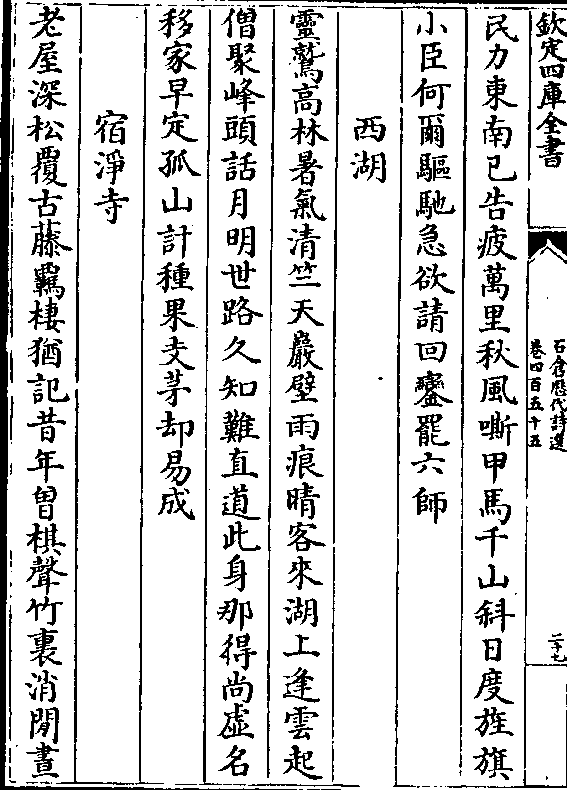 欽定四庫全書
石倉歷代詩選
卷四百五十五
二十九
民力東南已告疲萬里秋風嘶甲馬千山斜日度旌旗
小臣何爾驅馳急欲請回鑾罷六師
西湖
靈鷲高林暑氣清竺天巖壁雨痕晴客來湖上逢雲起
僧聚峰頭話月明世路久知難直道此身那得尚虛名
移家早定孤山計種果支茅却易成
宿淨寺
老屋深松覆古藤羈棲猶記昔年曽棋聲竹裏消閒晝